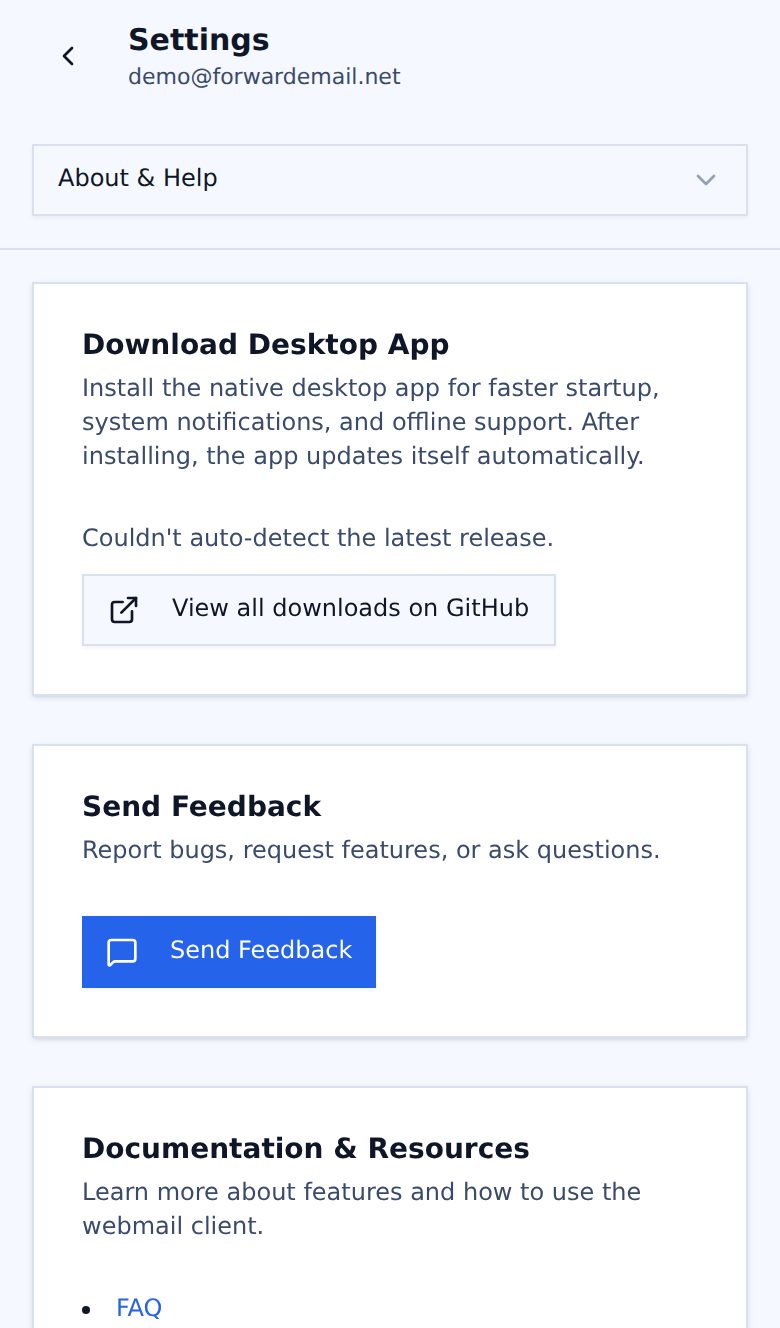 Settings
demo@forwardemail.net
About & Help
Download Desktop App
Install the native desktop app for faster startup,
system notifications, and offline support. After
installing, the app updates itself automatically.
Couldn't auto-detect the latest release.
View all downloads on GitHub
Send Feedback
Report bugs, request features, or ask questions.
Send Feedback
Documentation & Resources
Learn more about features and how to use the
webmail client.
• FAQ